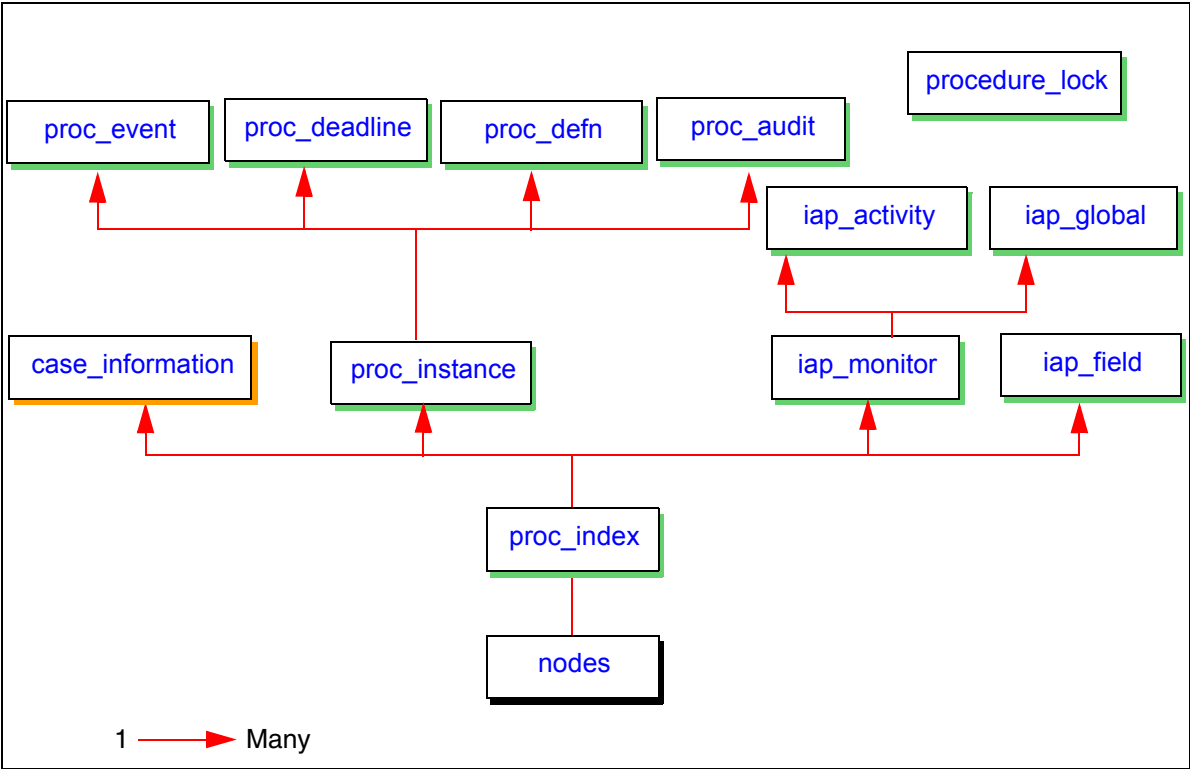 procedure_lock
proc_event
proc_deadline
proc_defn
proc_audit
iap_activity
iap_global
case_information
proc_instance
iap_monitor
iap_field
proc_index
nodes
1 Many